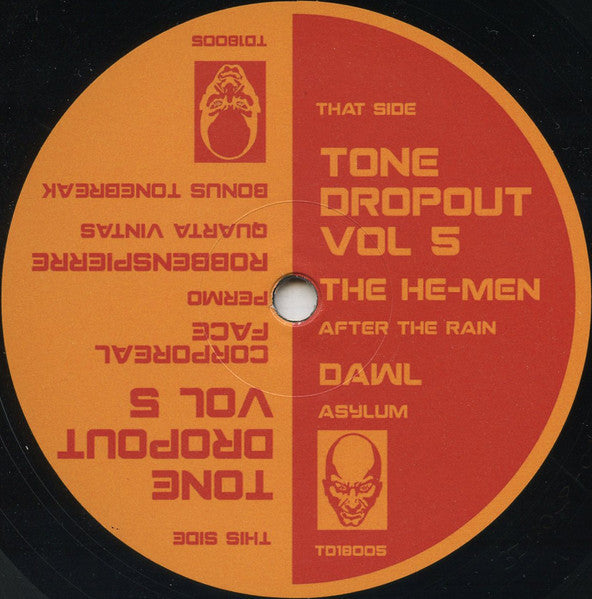 THAT SIDE
TONE
DROPOUT
VOL 5
THE HE-MEN
AFTER THE RAIN
DAWL
ASYLUM
TD18005
THIS SIDE
TONE
DROPOUT
VOL 5
CORPOREAL
FACE
PERMO
ROBBENSPIERRE
QUARTA VINTAS
BONUS TONEBREAK
TD18005